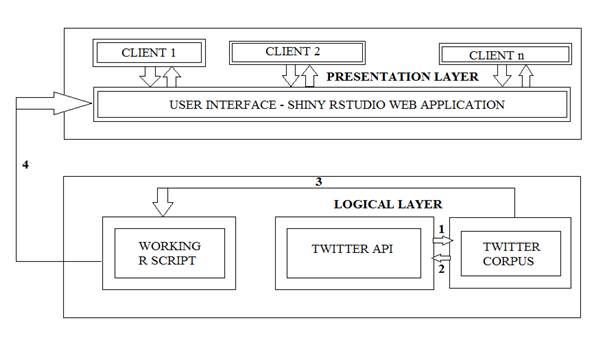 CLIENT 1
CLIENT 2
CLIENT n
PRESENTATION LAYER
USER INTERFACE - SHINY RSTUDIO WEB APPLICATION
4
3
LOGICAL LAYER
WORKING
R SCRIPT
TWITTER API
1
2
TWITTER
CORPUS